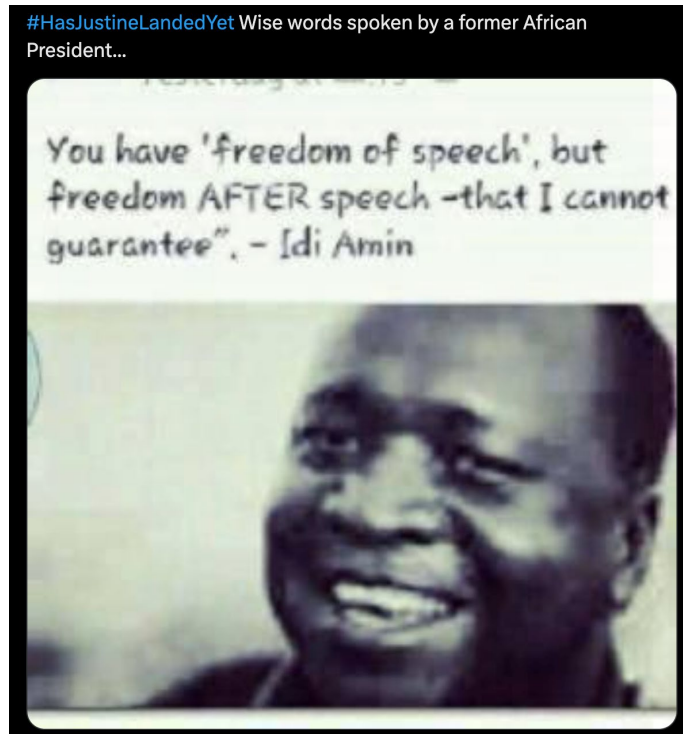 #HasJustineLandedYet Wise words spoken by a former African
President...
You have 'freedom of speech', but
freedom AFTER speech -that I cannot
guarantee”. - Idi Amin